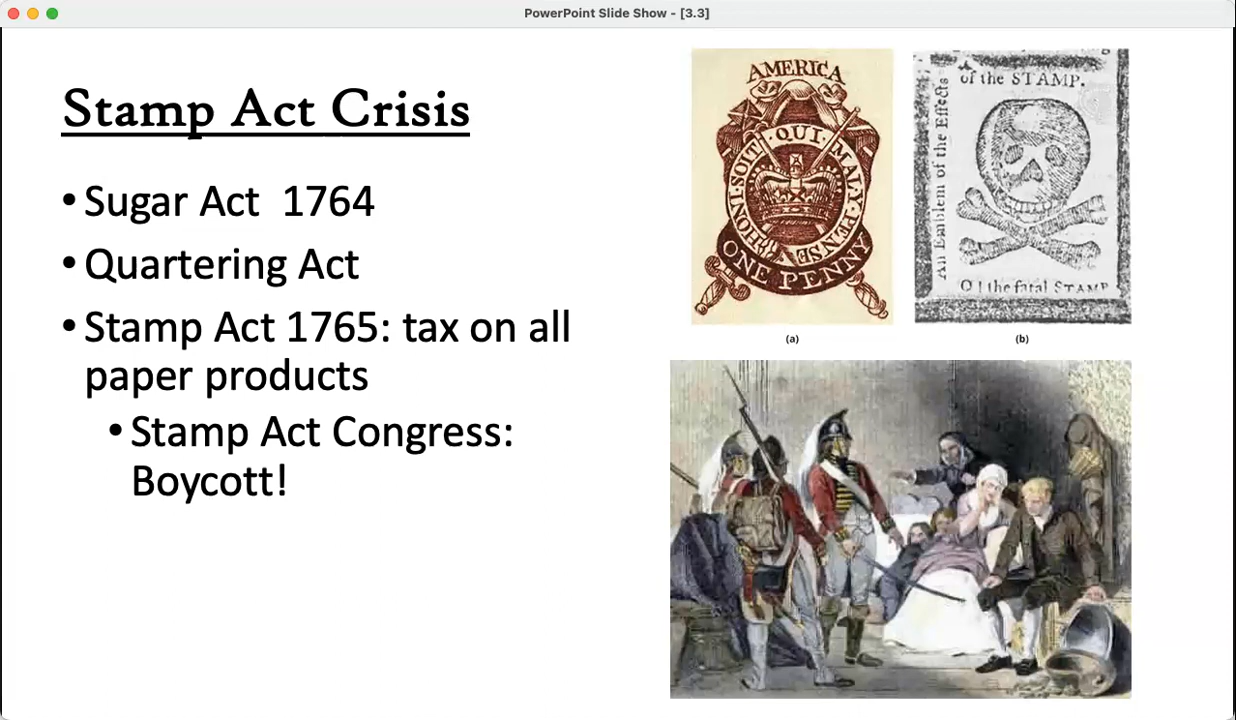 PowerPoint Slide Show - [3.3]
Stamp Act Crisis
• Sugar Act 1764
• Quartering Act
• Stamp Act 1765: tax on all
paper products
• Stamp Act Congress:
Boycott!
AMERICA
HONI·SOIT·QUI·MAL·Y·PENSE
ONE PENNY
(a)
An Emblem of the Effects
of the STAMP.
O! the fatal STAMP
(b)